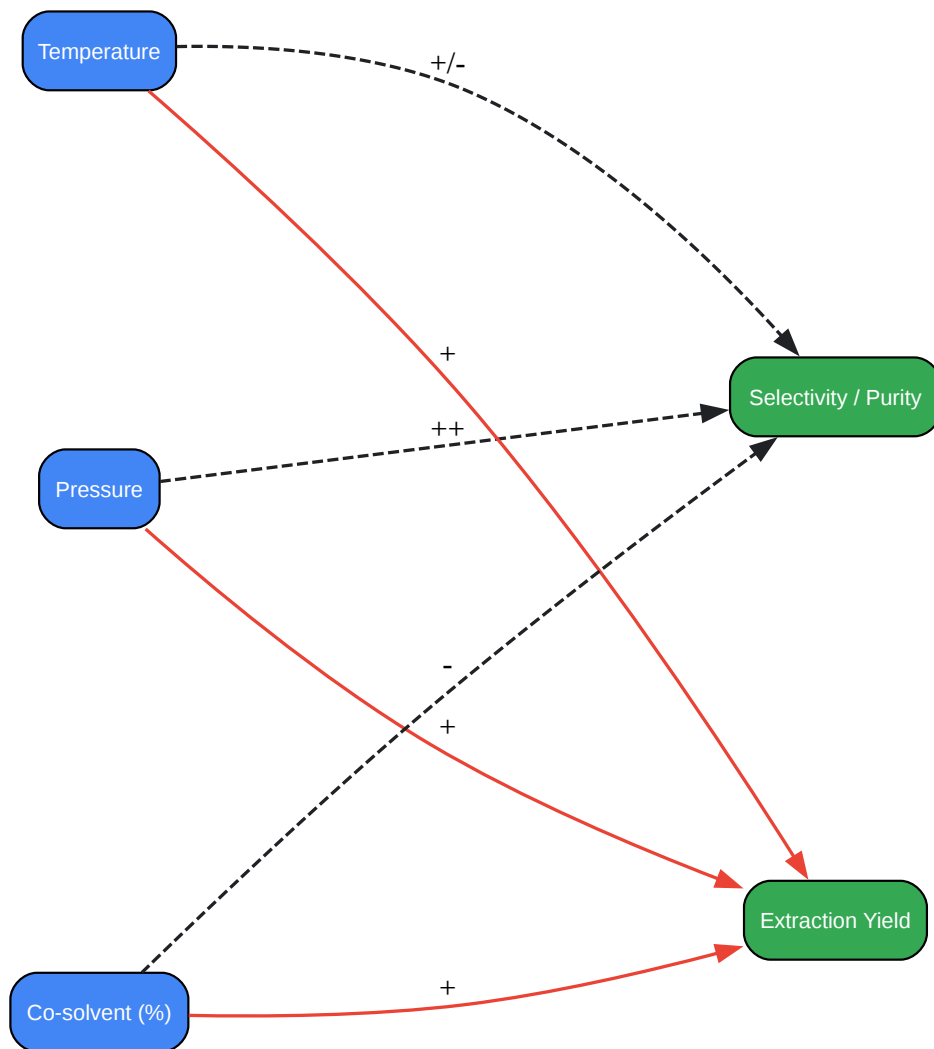 Temperature
+/-
+
Selectivity / Purity
++
Pressure
-
+
Extraction Yield
+
Co-solvent (%)